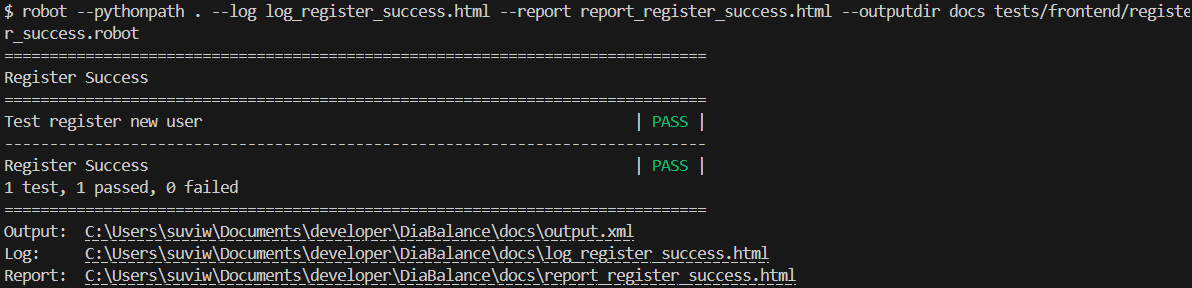 $ robot --pythonpath . --log log_register_success.html --report report_register_success.html --outputdir docs tests/frontend/registe
r_success.robot
==============================================================================
Register Success
==============================================================================
Test register new user                                                | PASS |
------------------------------------------------------------------------------
Register Success                                                      | PASS |
1 test, 1 passed, 0 failed
==============================================================================
Output:  C:\Users\suviw\Documents\developer\DiaBalance\docs\output.xml
Log:     C:\Users\suviw\Documents\developer\DiaBalance\docs\log_register_success.html
Report:  C:\Users\suviw\Documents\developer\DiaBalance\docs\report_register_success.html